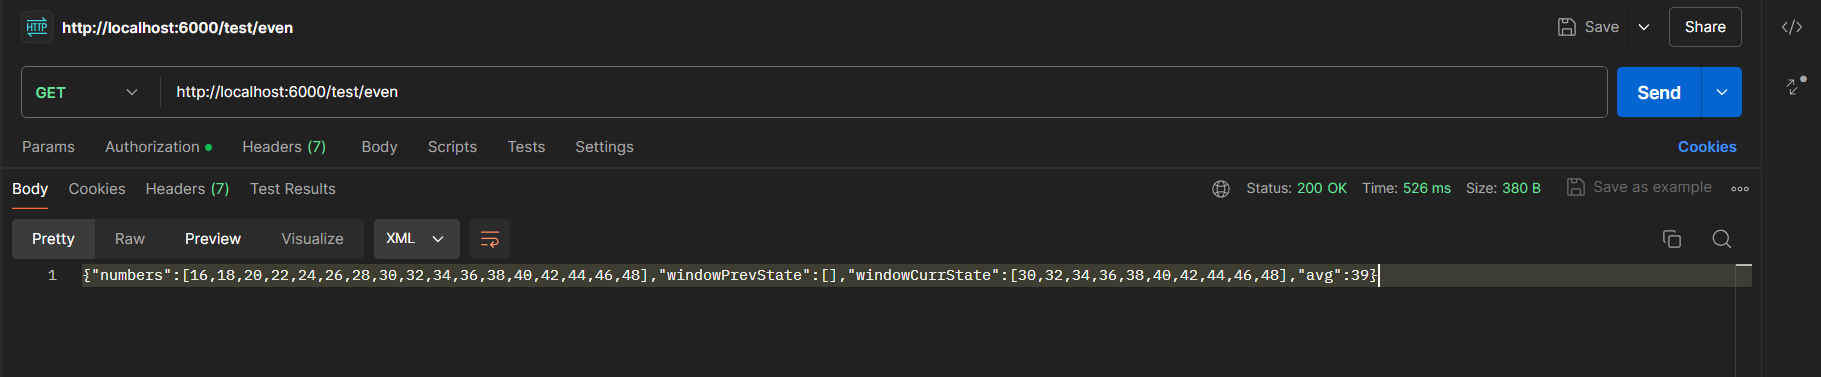 HTTP http://localhost:6000/test/even Save Share
GET http://localhost:6000/test/even Send
Params Authorization Headers (7) Body Scripts Tests Settings Cookies
Body Cookies Headers (7) Test Results Status: 200 OK Time: 526 ms Size: 380 B Save as example
Pretty Raw Preview Visualize XML
1 {"numbers":[16,18,20,22,24,26,28,30,32,34,36,38,40,42,44,46,48],"windowPrevState":[],"windowCurrState":[30,32,34,36,38,40,42,44,46,48],"avg":39}